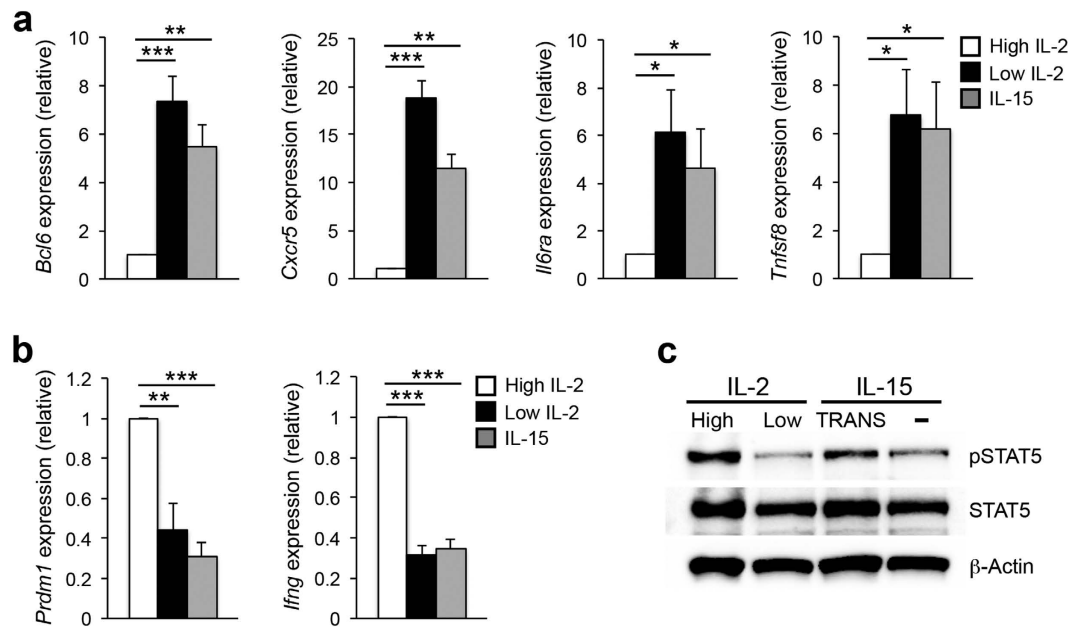 a
Bcl6 expression (relative)
10
8
6
4
2
0
***
**
Cxcr5 expression (relative)
25
20
15
10
5
0
***
**
Il6ra expression (relative)
10
8
6
4
2
0
*
*
Tnfsf8 expression (relative)
10
8
6
4
2
0
*
*
High IL-2
Low IL-2
IL-15
b
Prdm1 expression (relative)
1.2
1
0.8
0.6
0.4
0.2
0
***
**
Ifng expression (relative)
1.2
1
0.8
0.6
0.4
0.2
0
***
***
High IL-2
Low IL-2
IL-15
c
IL-2 IL-15
High Low TRANS –
pSTAT5
STAT5
β-Actin